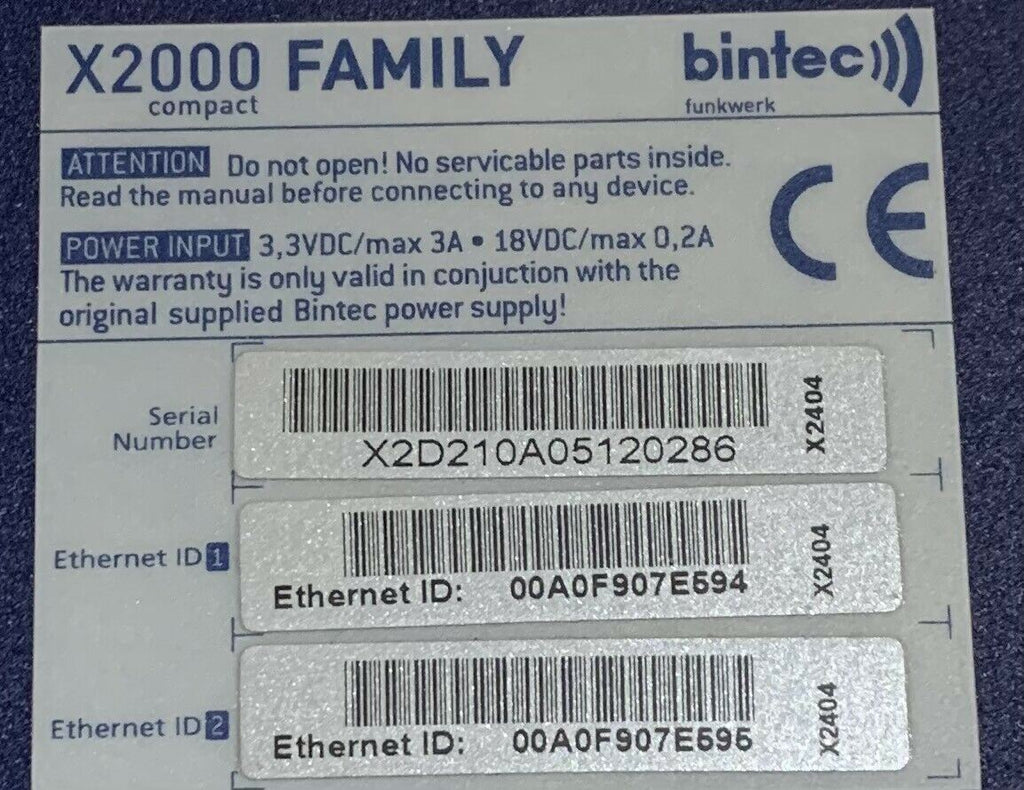 X2000 FAMILY
compact
bintec
funkwerk
ATTENTION Do not open! No servicable parts inside.
Read the manual before connecting to any device.
POWER INPUT 3,3VDC/max 3A • 18VDC/max 0,2A
The warranty is only valid in conjuction with the
original supplied Bintec power supply!
CE
Serial
Number
X2D210A05120286
X2404
Ethernet ID 1
Ethernet ID: 00A0F907E594
X2404
Ethernet ID 2
Ethernet ID: 00A0F907E595
X2404